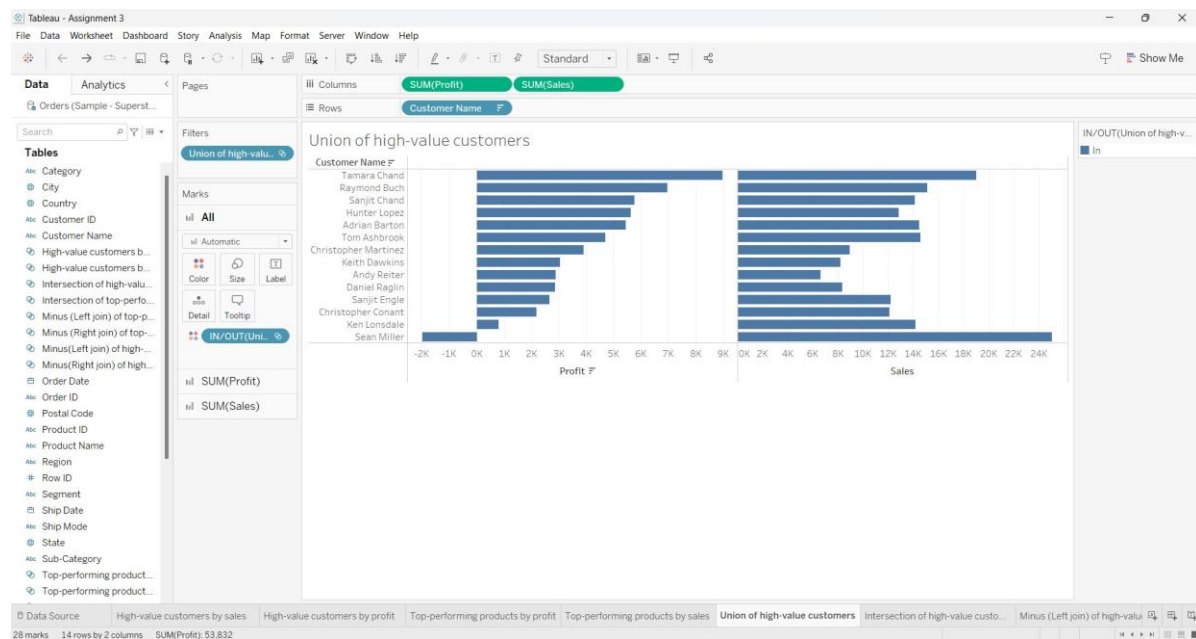 Tableau - Assignment 3
File Data Worksheet Dashboard Story Analysis Map Format Server Window Help
Standard
Show Me
Data Analytics
Orders (Sample - Superst...
Search
Tables
Abc Category
City
Country
Abc Customer ID
Abc Customer Name
High-value customers b...
High-value customers b...
Intersection of high-valu...
Intersection of top-perfo...
Minus (Left join) of top-p...
Minus (Right join) of top-...
Minus(Left join) of high-...
Minus(Right join) of high...
Order Date
Abc Order ID
Postal Code
Abc Product ID
Abc Product Name
Abc Region
# Row ID
Abc Segment
Ship Date
Abc Ship Mode
State
Abc Sub-Category
Top-performing product...
Top-performing product...
Pages
Filters
Union of high-valu..
Marks
All
Automatic
Color Size Label
Detail Tooltip
IN/OUT(Uni..
SUM(Profit)
SUM(Sales)
Columns SUM(Profit) SUM(Sales)
Rows Customer Name
Union of high-value customers
Customer Name
Tamara Chand
Raymond Buch
Sanjit Chand
Hunter Lopez
Adrian Barton
Tom Ashbrook
Christopher Martinez
Keith Dawkins
Andy Reiter
Daniel Raglin
Sanjit Engle
Christopher Conant
Ken Lonsdale
Sean Miller
-2K -1K 0K 1K 2K 3K 4K 5K 6K 7K 8K 9K 0K 2K 4K 6K 8K 10K 12K 14K 16K 18K 20K 22K 24K
Profit Sales
IN/OUT(Union of high-v...
In
Data Source High-value customers by sales High-value customers by profit Top-performing products by profit Top-performing products by sales Union of high-value customers Intersection of high-value custo... Minus (Left join) of high-valu
28 marks 14 rows by 2 columns SUM(Profit): 53,832